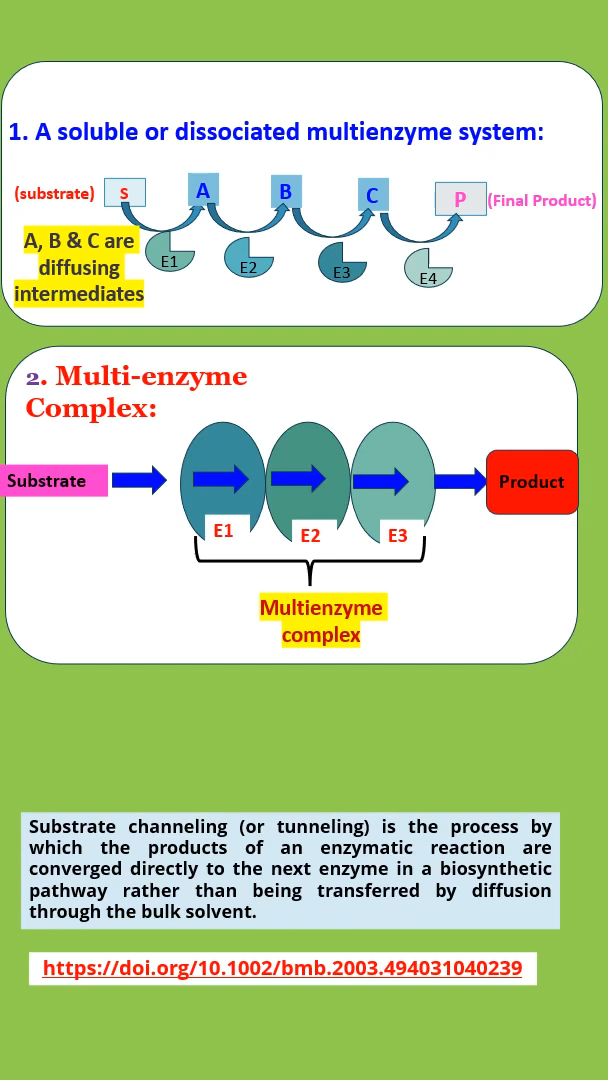 1. A soluble or dissociated multienzyme system:
(substrate) S A B C P (Final Product)
A, B & C are
diffusing
intermediates
E1 E2 E3 E4
2. Multi-enzyme
Complex:
Substrate
Product
E1 E2 E3
Multienzyme
complex
Substrate channeling (or tunneling) is the process by
which the products of an enzymatic reaction are
converged directly to the next enzyme in a biosynthetic
pathway rather than being transferred by diffusion
through the bulk solvent.
https://doi.org/10.1002/bmb.2003.494031040239